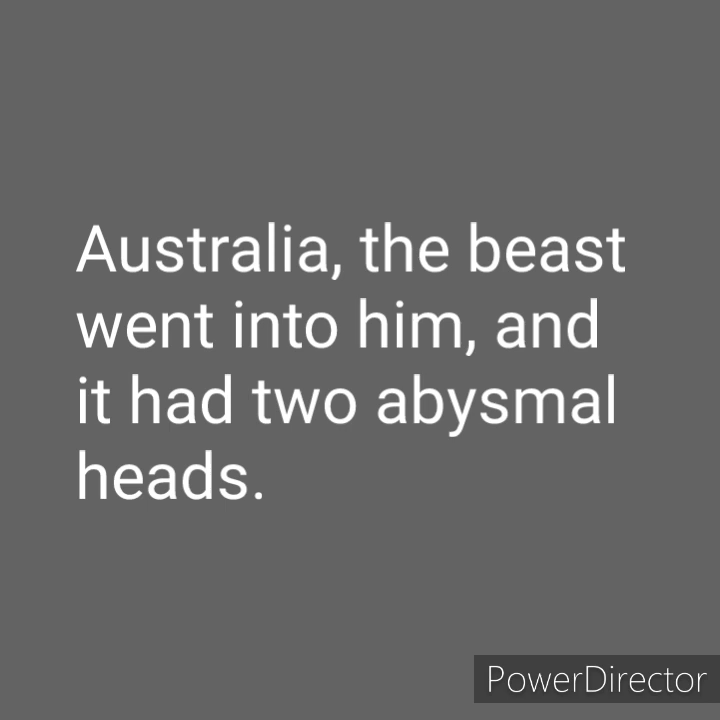 Australia, the beast
went into him, and
it had two abysmal
heads.
PowerDirector